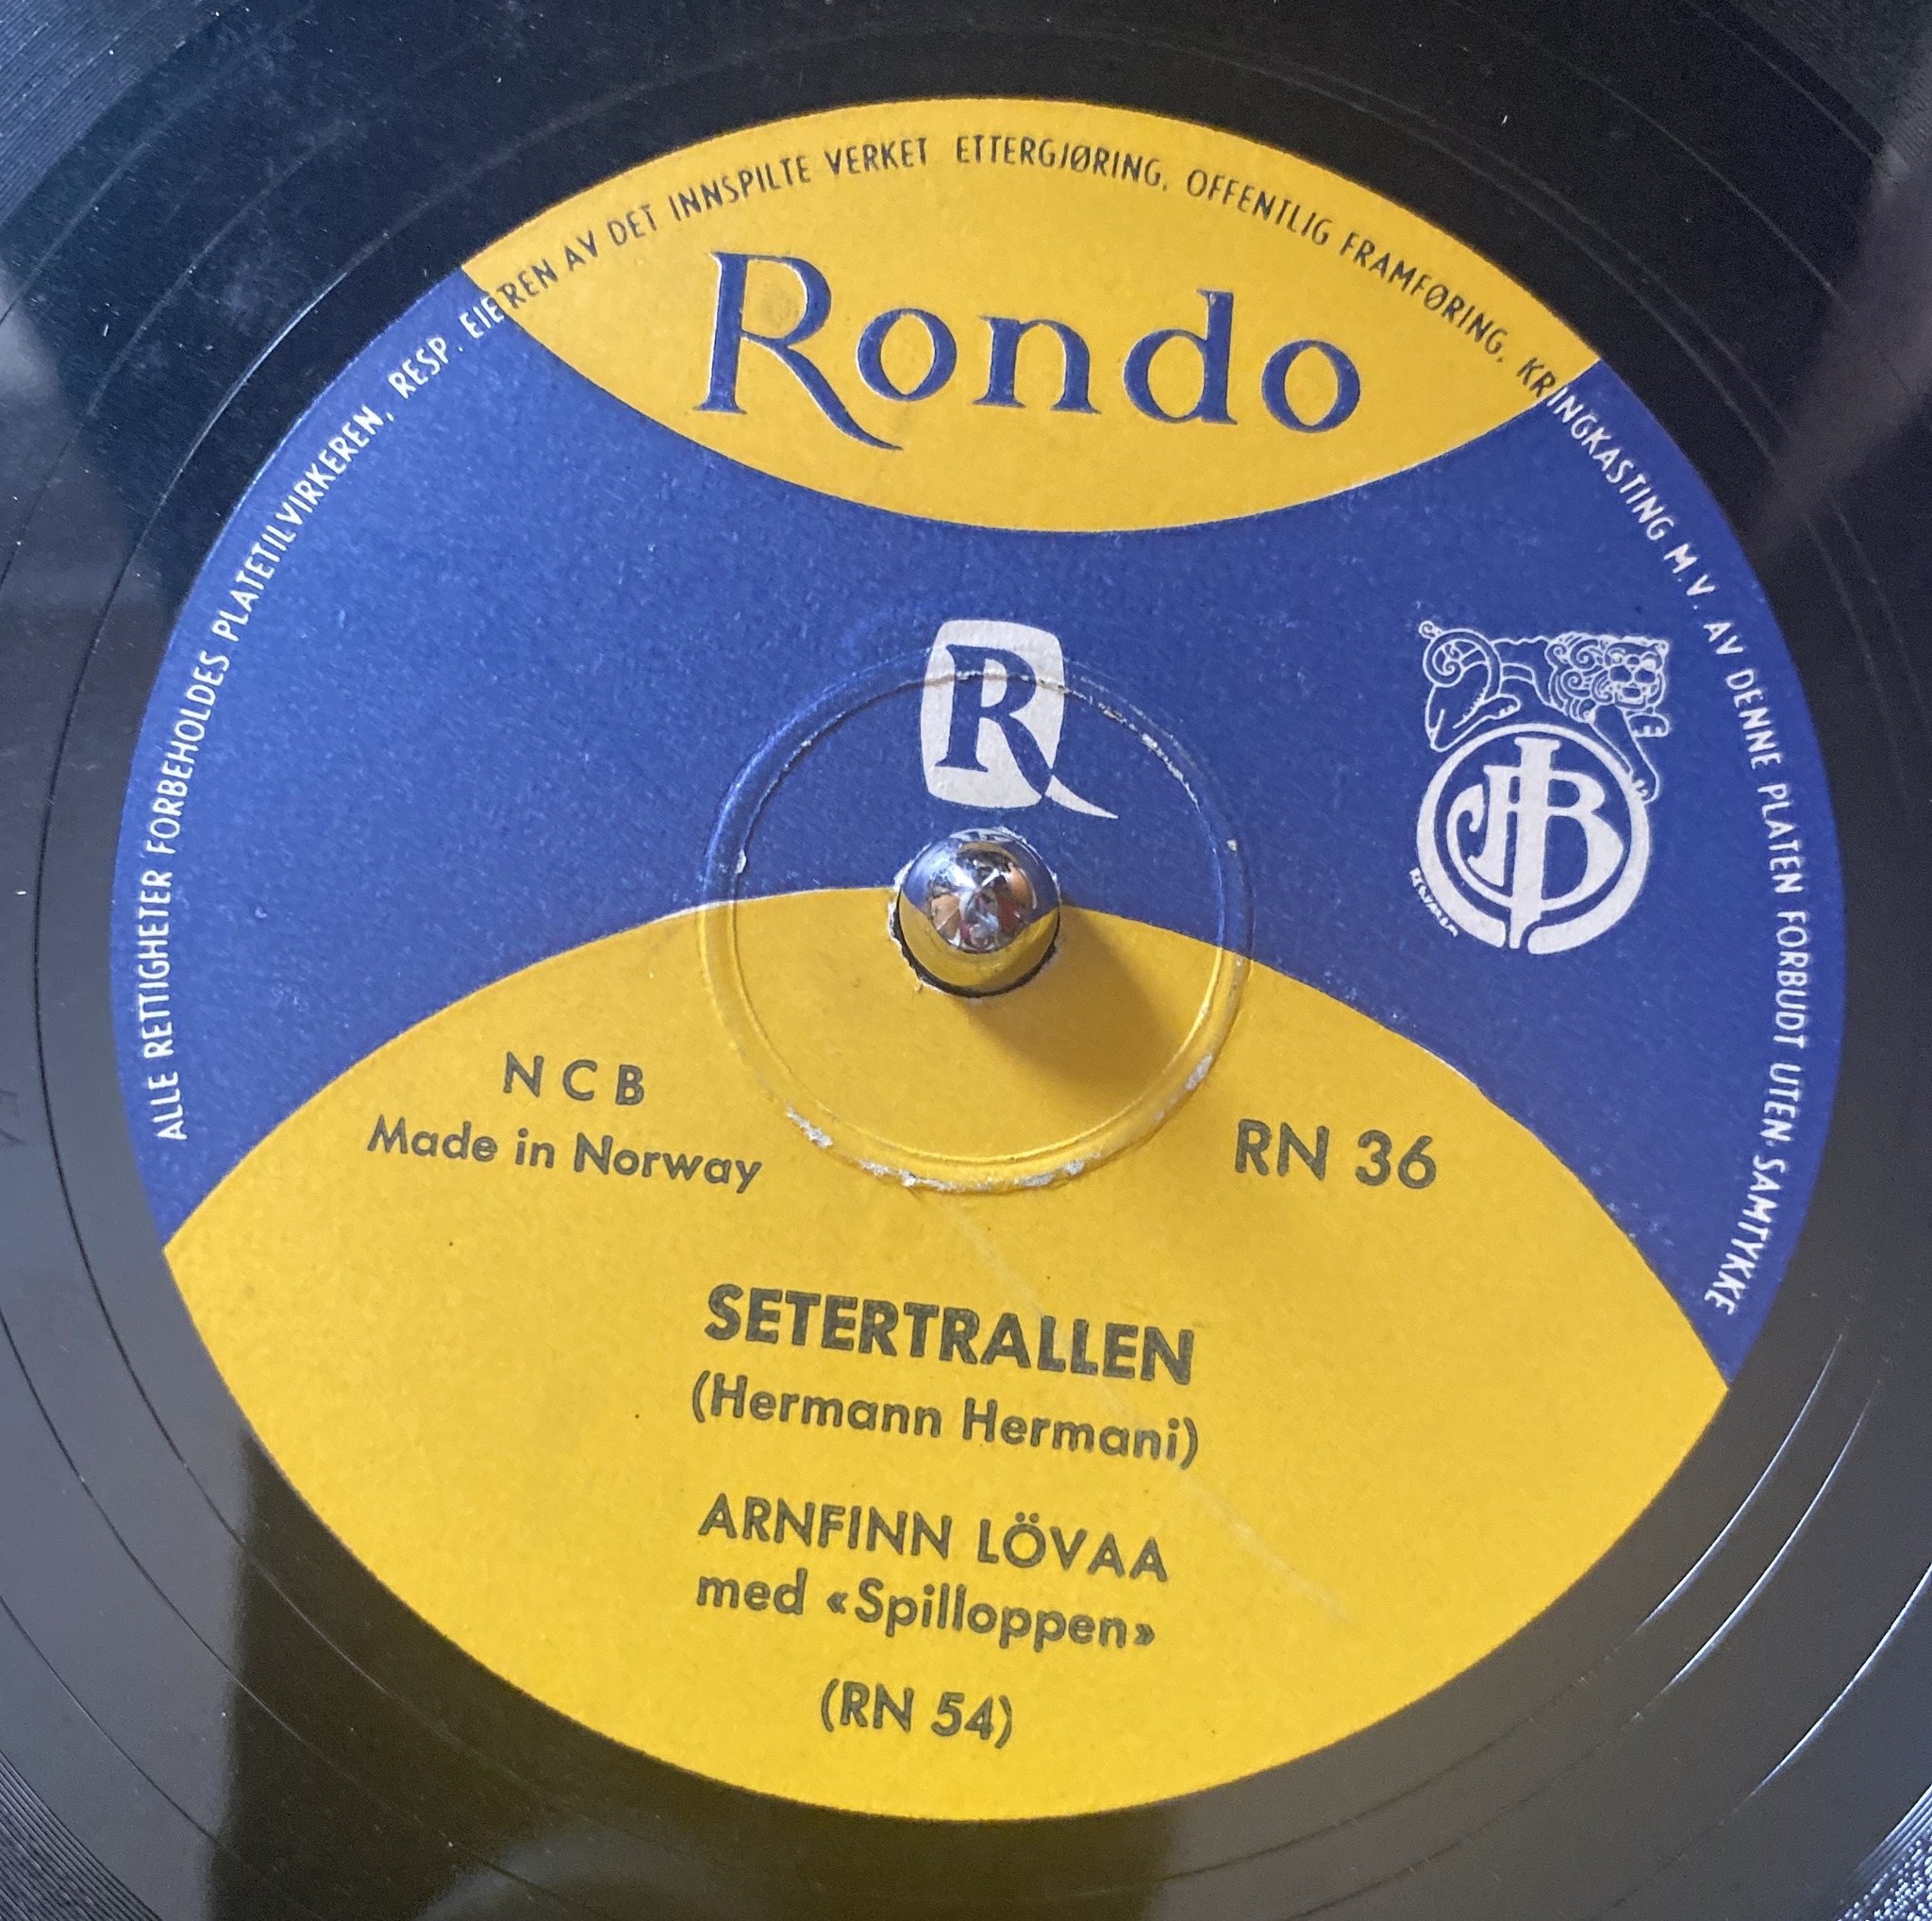 ALLE RETTIGHETER FORBEHOLDES PLATETILVIRKEREN, RESP. EIEREN AV DET INNSPILTE VERKET ETTERGJØRING, OFFENTLIG FRAMFØRING, KRINGKASTING M.V. AV DENNE PLATEN FORBUDT UTEN SAMTYKKE
Rondo
R
NCB
Made in Norway
RN 36
SETERTRALLEN
(Hermann Hermani)
ARNFINN LÖVAA
med «Spilloppen»
(RN 54)